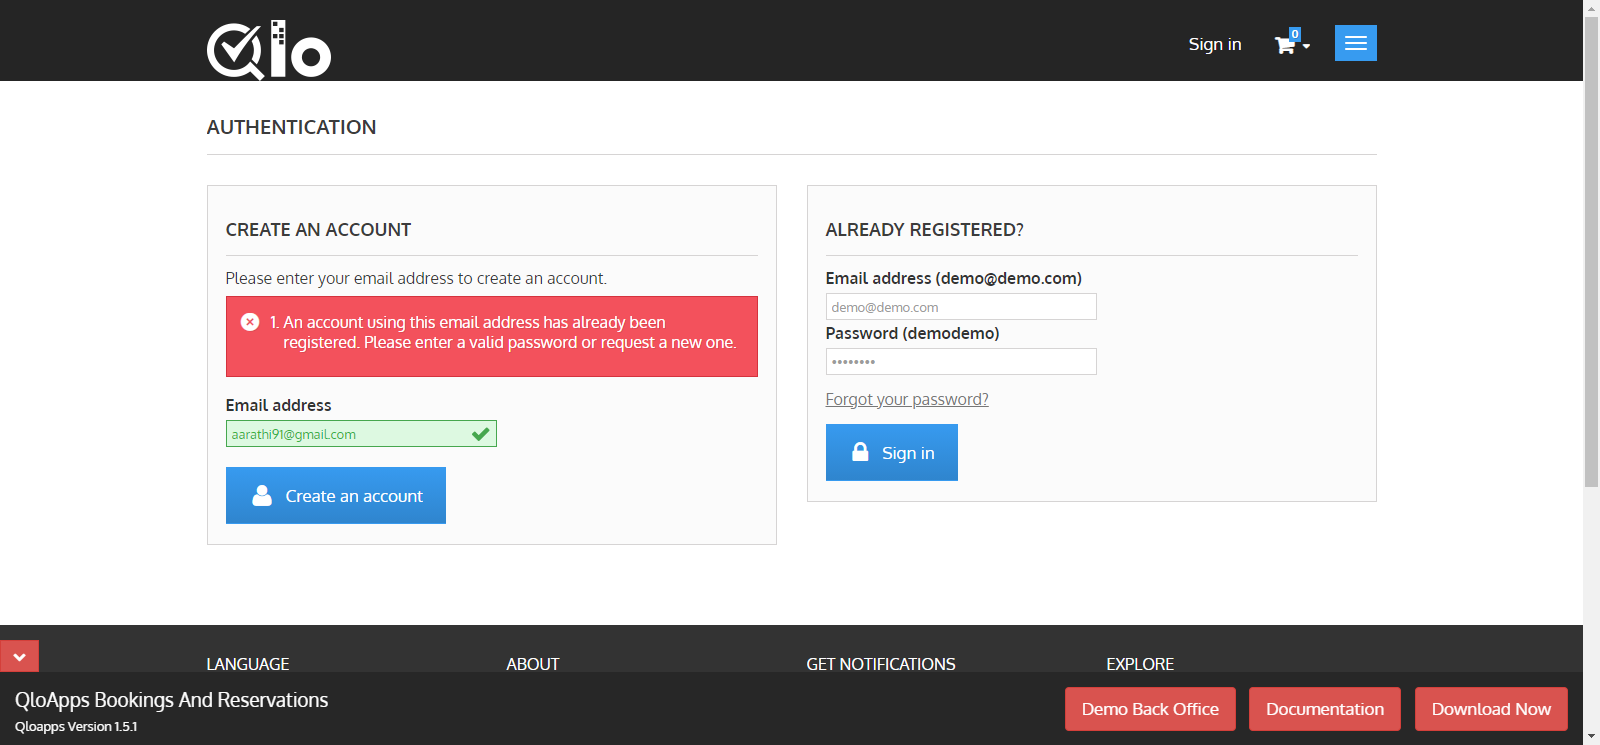 Qlo
Sign in
0
AUTHENTICATION
CREATE AN ACCOUNT
Please enter your email address to create an account.
1. An account using this email address has already been
registered. Please enter a valid password or request a new one.
Email address
aarathi91@gmail.com
Create an account
ALREADY REGISTERED?
Email address (demo@demo.com)
demo@demo.com
Password (demodemo)
••••••••
Forgot your password?
Sign in
LANGUAGE
ABOUT
GET NOTIFICATIONS
EXPLORE
QloApps Bookings And Reservations
Qloapps Version 1.5.1
Demo Back Office
Documentation
Download Now